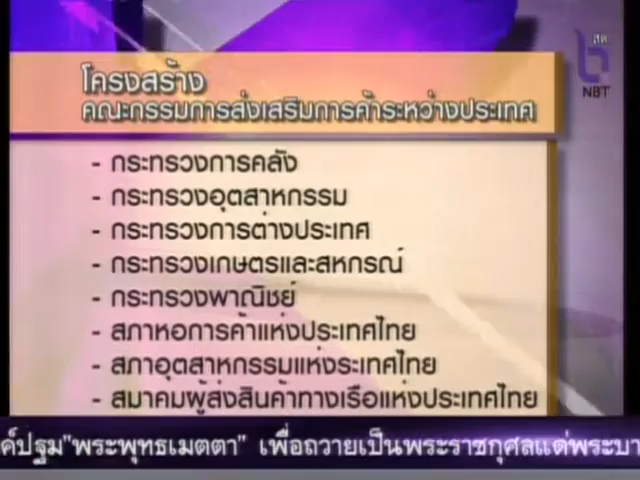 สด
NBT
โครงสร้าง
คณะกรรมการส่งเสริมการค้าระหว่างประเทศ
- กระทรวงการคลัง
- กระทรวงอุตสาหกรรม
- กระทรวงการต่างประเทศ
- กระทรวงเกษตรและสหกรณ์
- กระทรวงพาณิชย์
- สภาหอการค้าแห่งประเทศไทย
- สภาอุตสาหกรรมแห่งระเทศไทย
- สมาคมผู้ส่งสินค้าทางเรือแห่งประเทศไทย
ค์ปฐม"พระพุทธเมตตา" เพื่อถวายเป็นพระราชกุศลแด่พระบา